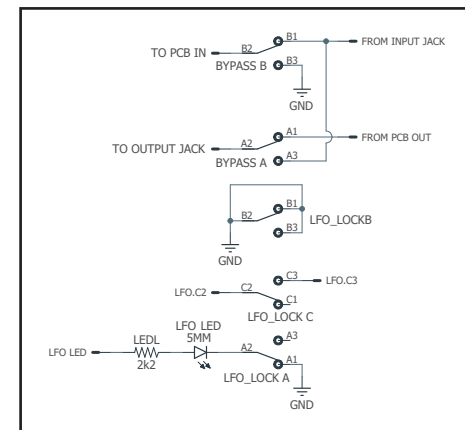 B1
FROM INPUT JACK
TO PCB IN
B2
BYPASS B
B3
GND
A1
FROM PCB OUT
TO OUTPUT JACK
A2
BYPASS A
A3
B1
B2
LFO_LOCKB
B3
GND
C3
LFO.C3
LFO.C2
C2
C1
LFO_LOCK C
LFO LED
5MM
LEDL
A3
LFO LED
A2
2k2
A1
LFO_LOCK A
GND